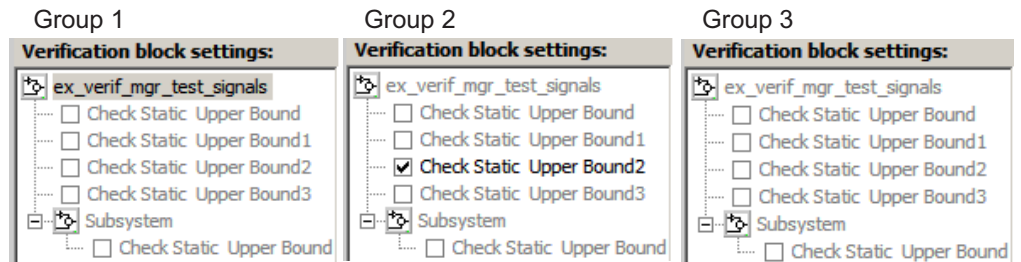 Group 1
Verification block settings:
ex_verif_mgr_test_signals
Check Static Upper Bound
Check Static Upper Bound1
Check Static Upper Bound2
Check Static Upper Bound3
Subsystem
Check Static Upper Bound
Group 2
Verification block settings:
ex_verif_mgr_test_signals
Check Static Upper Bound
Check Static Upper Bound1
Check Static Upper Bound2
Check Static Upper Bound3
Subsystem
Check Static Upper Bound
Group 3
Verification block settings:
ex_verif_mgr_test_signals
Check Static Upper Bound
Check Static Upper Bound1
Check Static Upper Bound2
Check Static Upper Bound3
Subsystem
Check Static Upper Bound